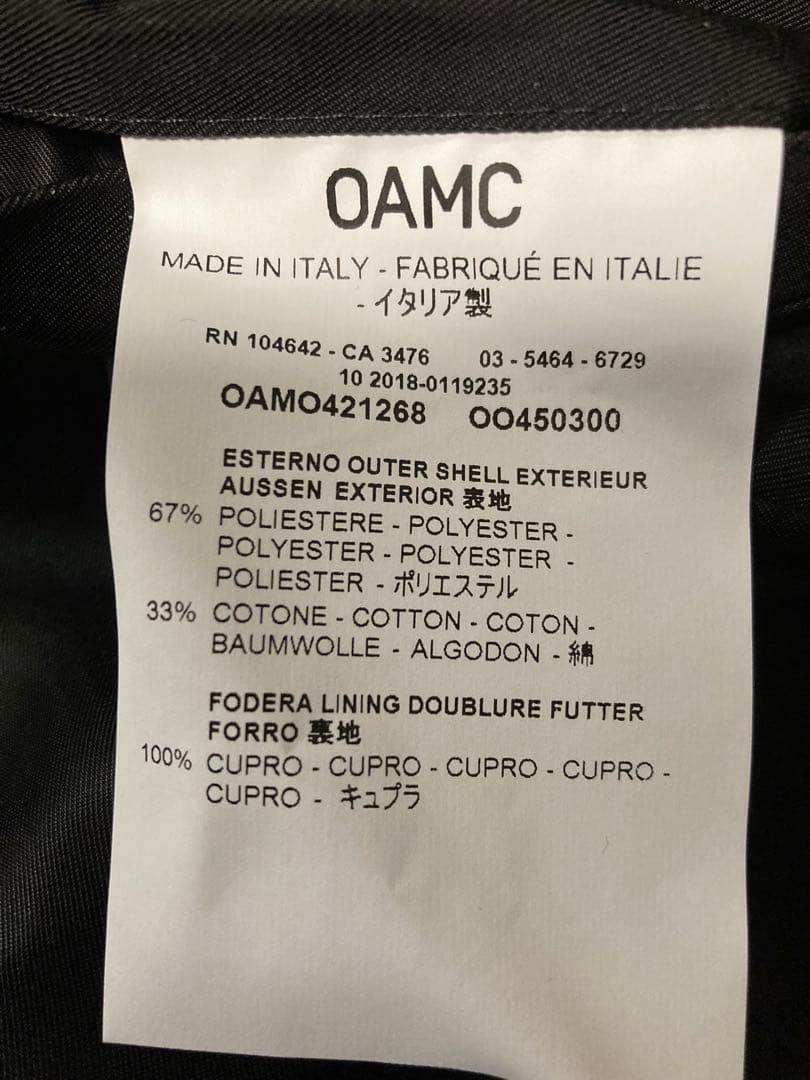 OAMC
MADE IN ITALY - FABRIQUÉ EN ITALIE
- イタリア製
RN 104642 - CA 3476 03 - 5464 - 6729
10 2018-0119235
OAMO421268 OO450300
ESTERNO OUTER SHELL EXTERIEUR
AUSSEN EXTERIOR 表地
67% POLIESTERE - POLYESTER -
POLYESTER - POLYESTER -
POLIESTER - ポリエステル
33% COTONE - COTTON - COTON -
BAUMWOLLE - ALGODON - 綿
FODERA LINING DOUBLURE FUTTER
FORRO 裏地
100% CUPRO - CUPRO - CUPRO - CUPRO -
CUPRO - キュプラ